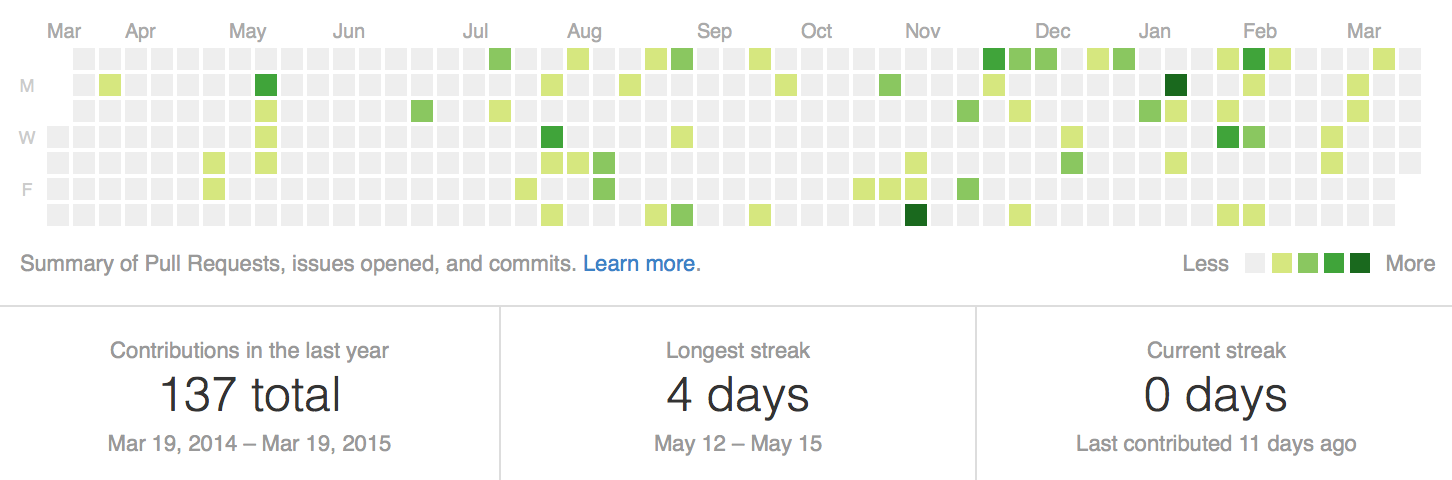 Mar Apr May Jun Jul Aug Sep Oct Nov Dec Jan Feb Mar
M
W
F
Summary of Pull Requests, issues opened, and commits. Learn more. Less More
Contributions in the last year
137 total
Mar 19, 2014 – Mar 19, 2015
Longest streak
4 days
May 12 – May 15
Current streak
0 days
Last contributed 11 days ago